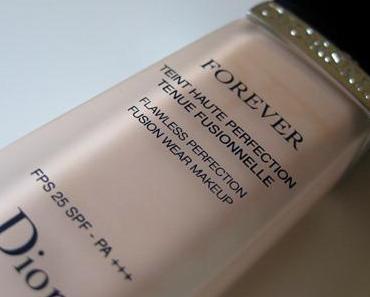 FOREVER
TEINT HAUTE PERFECTION
TENUE FUSIONNELLE
FLAWLESS PERFECTION
FUSION WEAR MAKEUP
FPS 25 SPF - PA +++
Dior